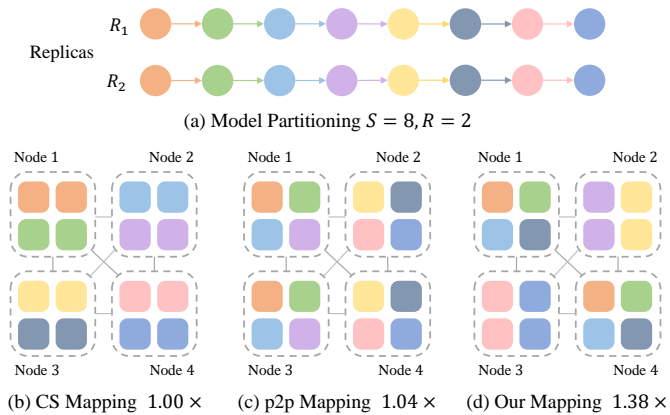 R₁
Replicas
R₂
(a) Model Partitioning S = 8, R = 2
Node 1 Node 2 Node 1 Node 2 Node 1 Node 2
Node 3 Node 4 Node 3 Node 4 Node 3 Node 4
(b) CS Mapping 1.00 × (c) p2p Mapping 1.04 × (d) Our Mapping 1.38 ×